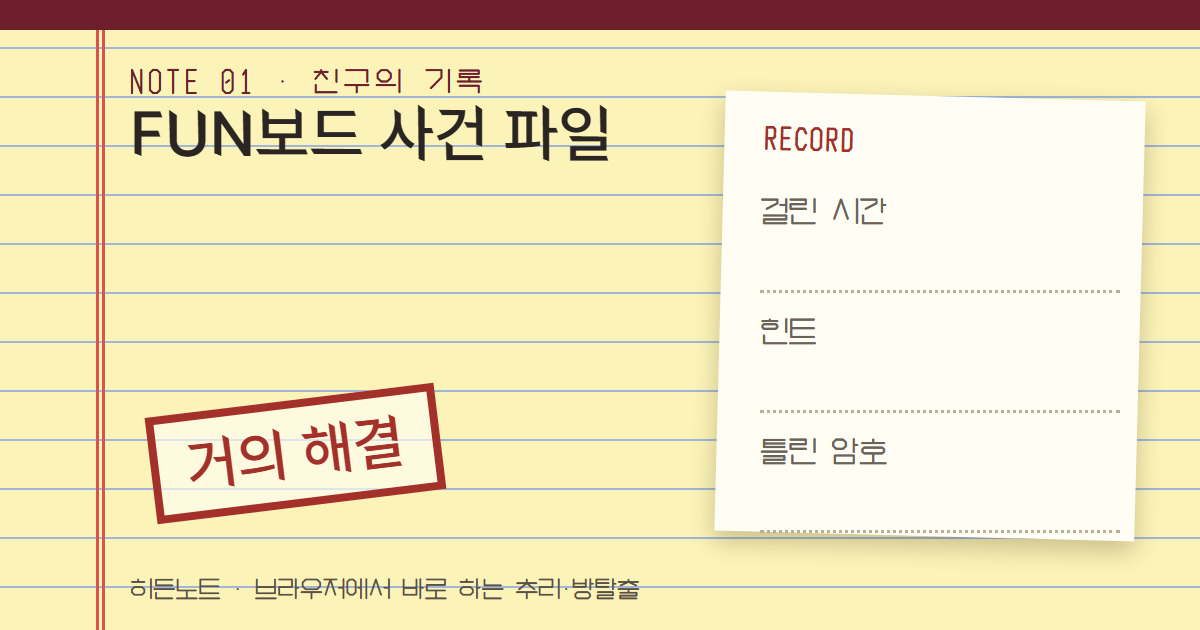 NOTE 01 · 친구의 기록
FUN보드 사건 파일
RECORD
걸린 시간
힌트
틀린 암호
거의 해결
히든노트 · 브라우저에서 바로 하는 추리·방탈출